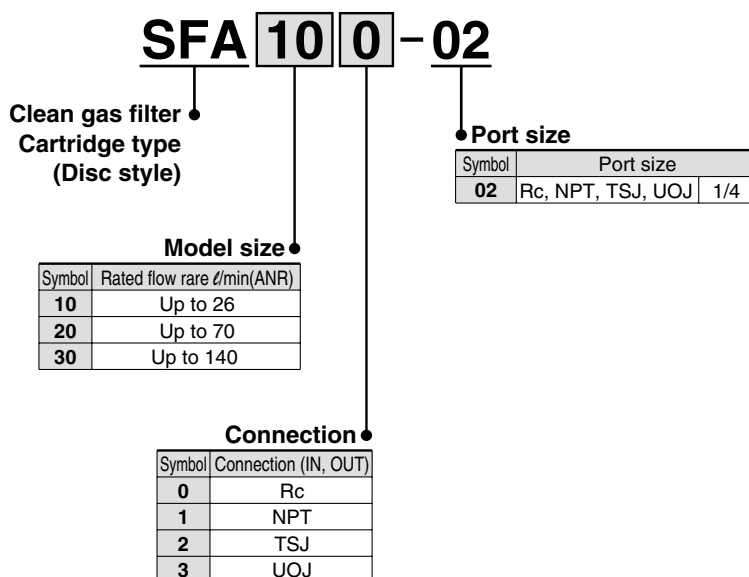 SFA 10 0-02
Clean gas filter
Cartridge type
(Disc style)
Port size
Symbol Port size
02 Rc, NPT, TSJ, UOJ 1/4
Model size
Symbol Rated flow rare ℓ/min(ANR)
10 Up to 26
20 Up to 70
30 Up to 140
Connection
Symbol Connection (IN, OUT)
0 Rc
1 NPT
2 TSJ
3 UOJ